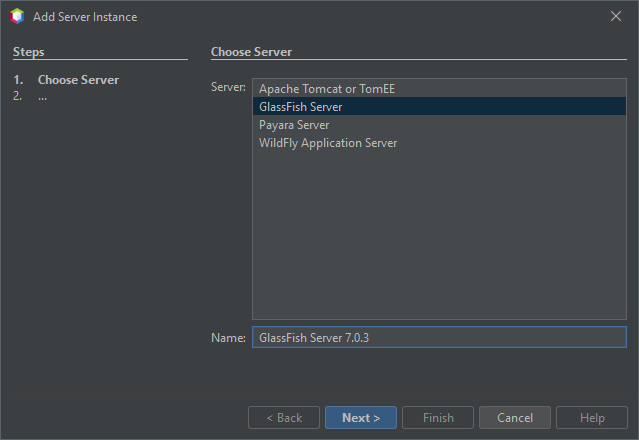 Add Server Instance
Steps
1. Choose Server
2. ...
Choose Server
Server:
Apache Tomcat or TomEE
GlassFish Server
Payara Server
WildFly Application Server
Name: GlassFish Server 7.0.3
< Back Next > Finish Cancel Help